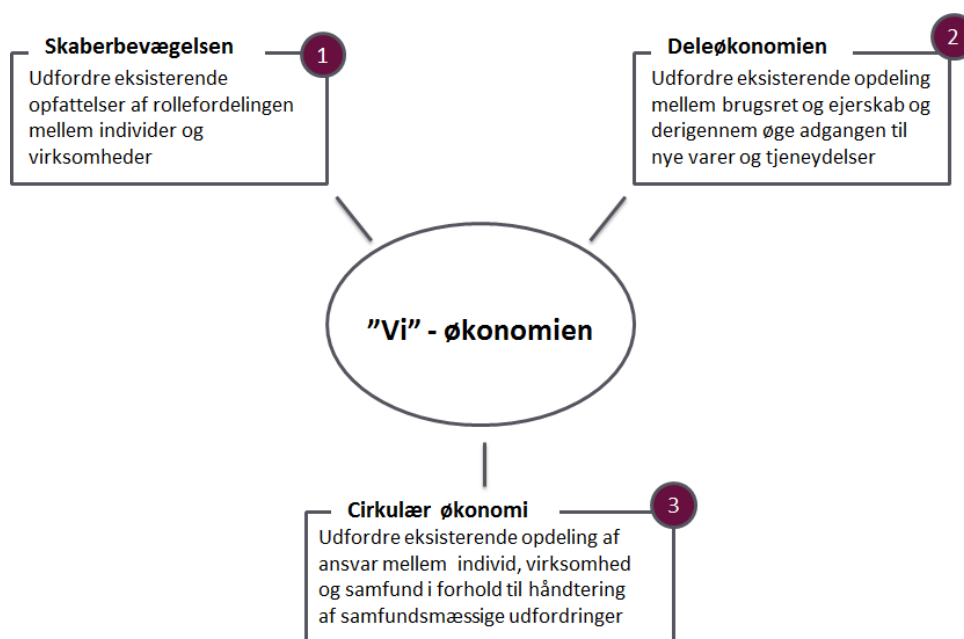 Skaberbevægelsen
1
Udfordre eksisterende
opfattelser af rollefordelingen
mellem individer og
virksomheder
Deleøkonomien
2
Udfordre eksisterende opdeling
mellem brugsret og ejerskab og
derigennem øge adgangen til
nye varer og tjeneydelser
”Vi” - økonomien
Cirkulær økonomi
3
Udfordre eksisterende opdeling af
ansvar mellem individ, virksomhed
og samfund i forhold til håndtering
af samfundsmæssige udfordringer